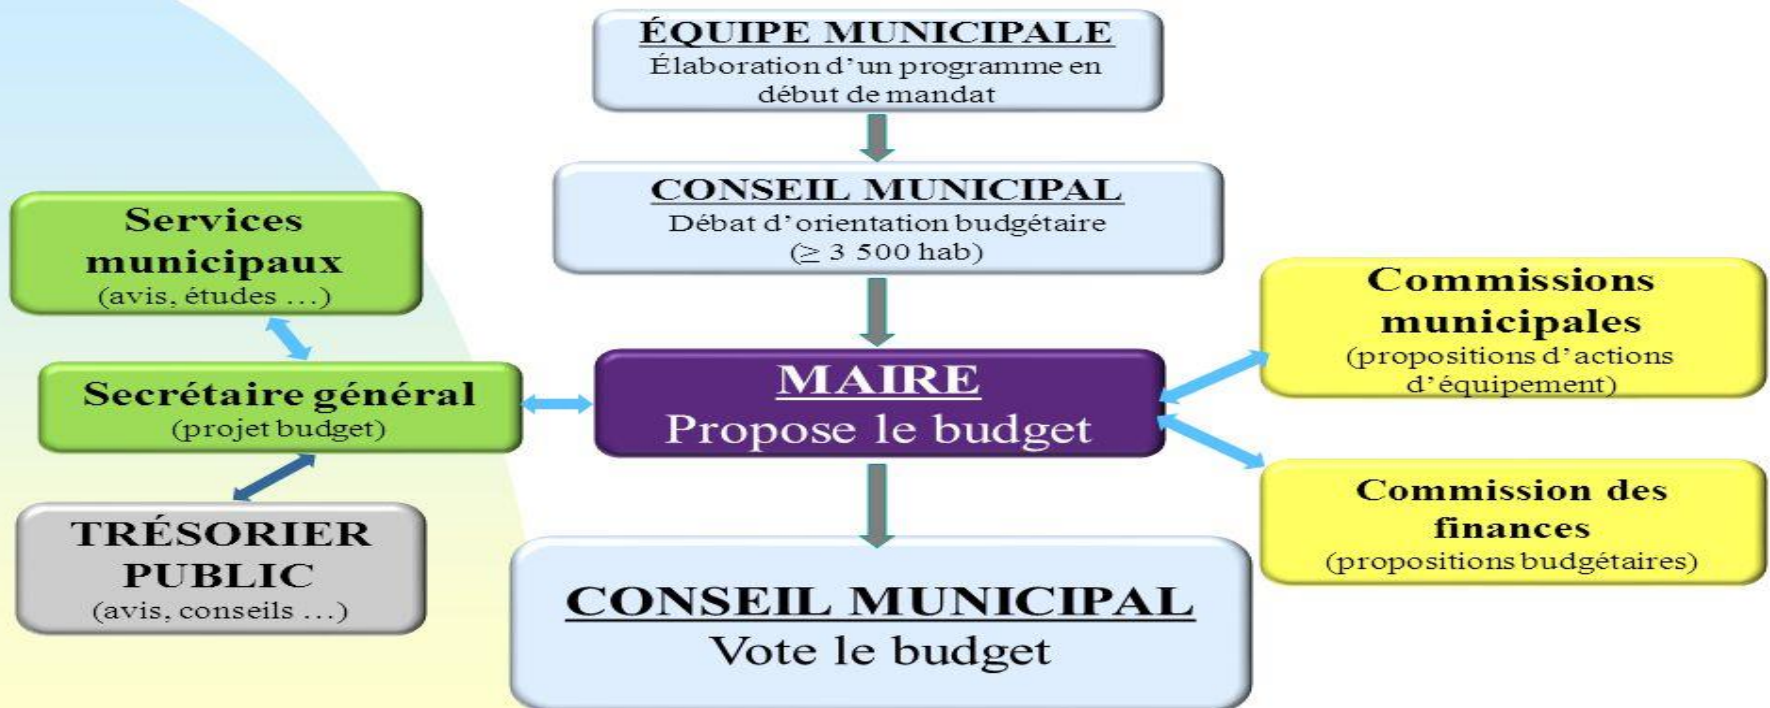 ÉQUIPE MUNICIPALE
Élaboration d’un programme en
début de mandat
CONSEIL MUNICIPAL
Débat d’orientation budgétaire
(≥ 3 500 hab)
Services
municipaux
(avis, études …)
Secrétaire général
(projet budget)
TRÉSORIER
PUBLIC
(avis, conseils …)
MAIRE
Propose le budget
Commissions
municipales
(propositions d’actions
d’équipement)
Commission des
finances
(propositions budgétaires)
CONSEIL MUNICIPAL
Vote le budget